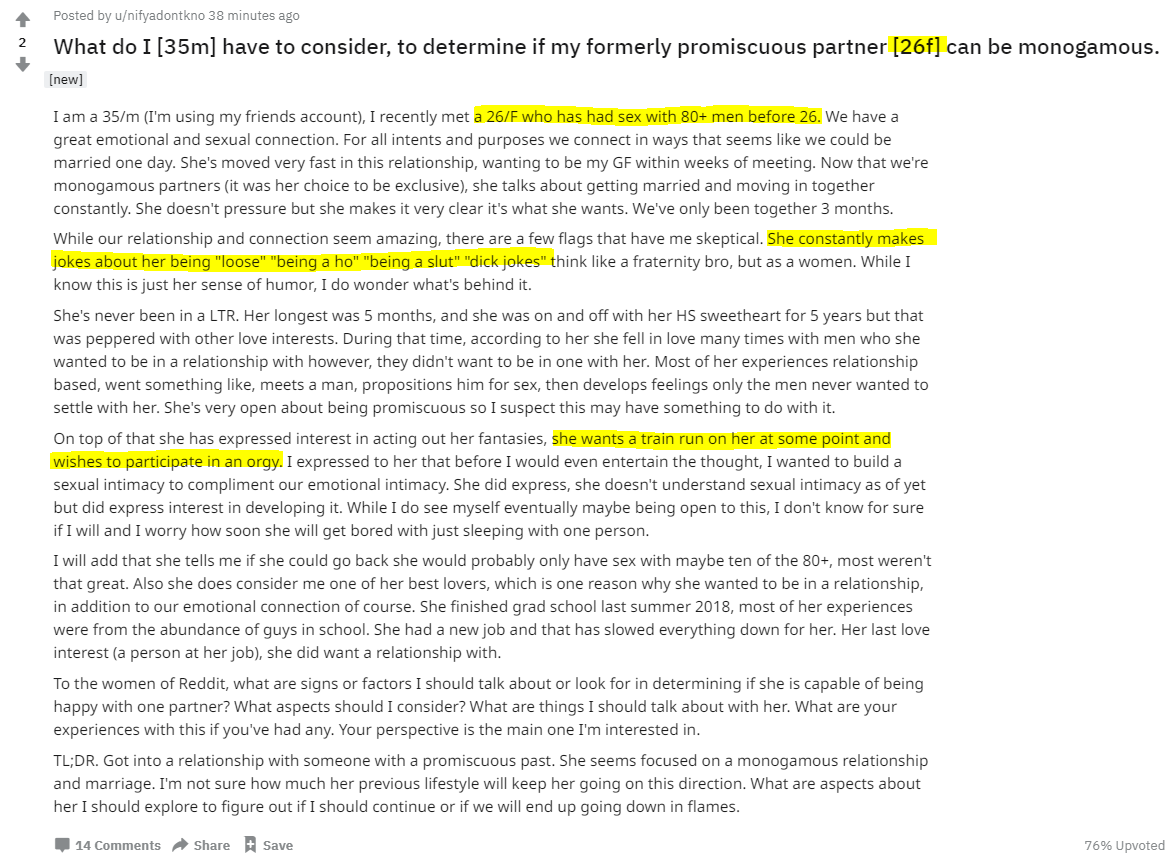 Posted by u/nifyadontkno 38 minutes ago
2
What do I [35m] have to consider, to determine if my formerly promiscuous partner [26f] can be monogamous.
[new]
I am a 35/m (I'm using my friends account), I recently met a 26/F who has had sex with 80+ men before 26. We have a
great emotional and sexual connection. For all intents and purposes we connect in ways that seems like we could be
married one day. She's moved very fast in this relationship, wanting to be my GF within weeks of meeting. Now that we're
monogamous partners (it was her choice to be exclusive), she talks about getting married and moving in together
constantly. She doesn't pressure but she makes it very clear it's what she wants. We've only been together 3 months.
While our relationship and connection seem amazing, there are a few flags that have me skeptical. She constantly makes
jokes about her being "loose" "being a ho" "being a slut" "dick jokes" think like a fraternity bro, but as a women. While I
know this is just her sense of humor, I do wonder what's behind it.
She's never been in a LTR. Her longest was 5 months, and she was on and off with her HS sweetheart for 5 years but that
was peppered with other love interests. During that time, according to her she fell in love many times with men who she
wanted to be in a relationship with however, they didn't want to be in one with her. Most of her experiences relationship
based, went something like, meets a man, propositions him for sex, then develops feelings only the men never wanted to
settle with her. She's very open about being promiscuous so I suspect this may have something to do with it.
On top of that she has expressed interest in acting out her fantasies, she wants a train run on her at some point and
wishes to participate in an orgy. I expressed to her that before I would even entertain the thought, I wanted to build a
sexual intimacy to compliment our emotional intimacy. She did express, she doesn't understand sexual intimacy as of yet
but did express interest in developing it. While I do see myself eventually maybe being open to this, I don't know for sure
if I will and I worry how soon she will get bored with just sleeping with one person.
I will add that she tells me if she could go back she would probably only have sex with maybe ten of the 80+, most weren't
that great. Also she does consider me one of her best lovers, which is one reason why she wanted to be in a relationship,
in addition to our emotional connection of course. She finished grad school last summer 2018, most of her experiences
were from the abundance of guys in school. She had a new job and that has slowed everything down for her. Her last love
interest (a person at her job), she did want a relationship with.
To the women of Reddit, what are signs or factors I should talk about or look for in determining if she is capable of being
happy with one partner? What aspects should I consider? What are things I should talk about with her. What are your
experiences with this if you've had any. Your perspective is the main one I'm interested in.
TL;DR. Got into a relationship with someone with a promiscuous past. She seems focused on a monogamous relationship
and marriage. I'm not sure how much her previous lifestyle will keep her going on this direction. What are aspects about
her I should explore to figure out if I should continue or if we will end up going down in flames.
14 Comments Share Save 76% Upvoted